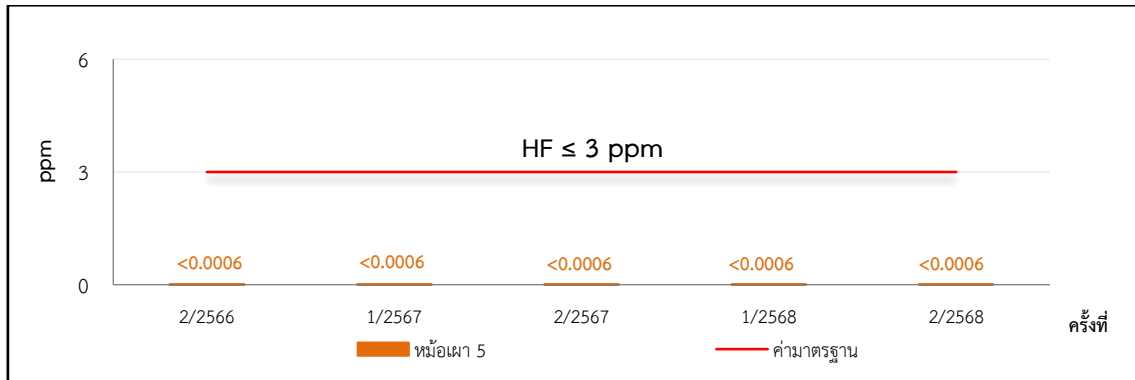 6
ppm
HF ≤ 3 ppm
3
<0.0006 <0.0006 <0.0006 <0.0006 <0.0006
0
2/2566 1/2567 2/2567 1/2568 2/2568 ครั้งที่
หม้อเผา 5 ค่ามาตรฐาน